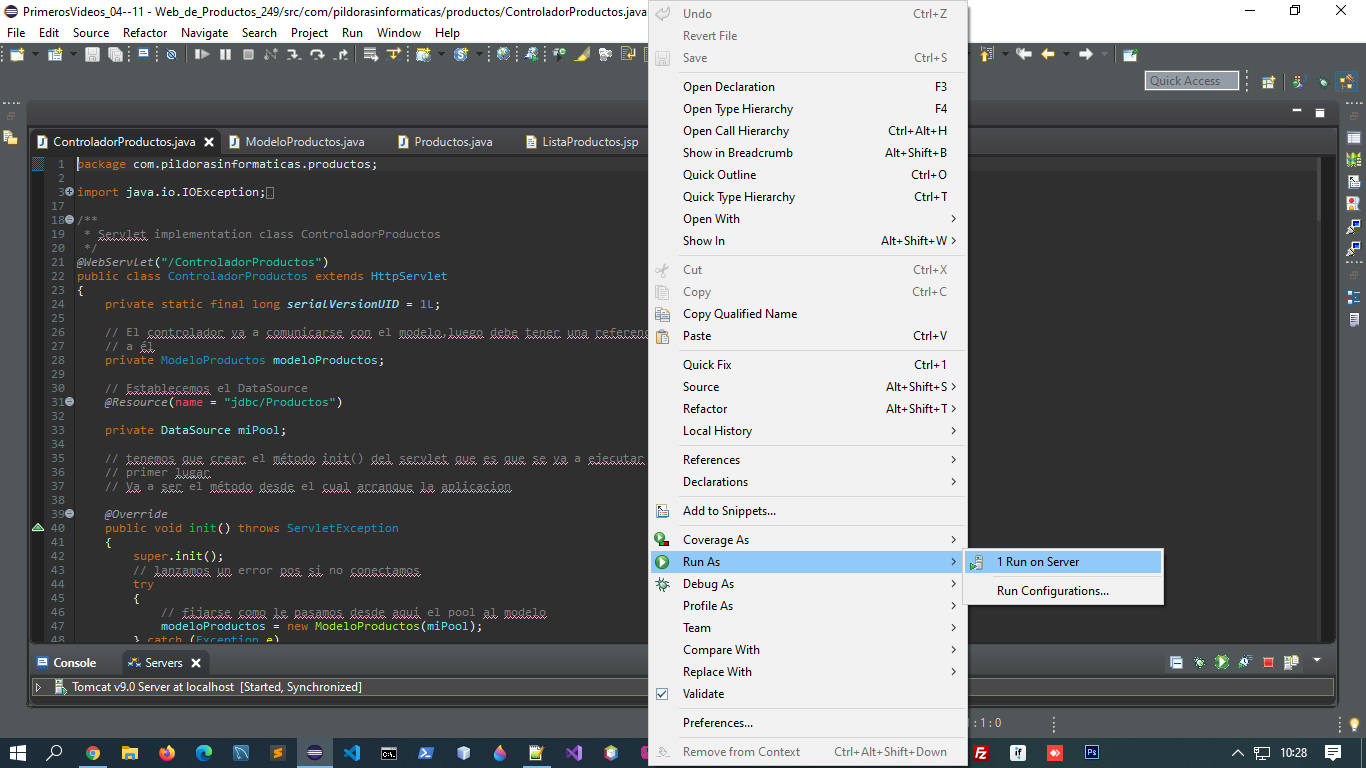 PrimerosVideos_04--11 - Web_de_Productos_249/src/com/pildorasinformatica/productos/ControladorProductos.java
File Edit Source Refactor Navigate Search Project Run Window Help
Quick Access
ControladorProductos.java ModeloProductos.java Productos.java ListaProductos.jsp
1 package com.pildorasinformaticas.productos;
2
3 import java.io.IOException;
17
18 /**
19 * Servlet implementation class ControladorProductos
20 */
21 @WebServlet("/ControladorProductos")
22 public class ControladorProductos extends HttpServlet
23 {
24 private static final long serialVersionUID = 1L;
25
26 // El controlador va a comunicarse con el modelo,luego debe tener una referenc
27 // a él
28 private ModeloProductos modeloProductos;
29
30 // Establecemos el DataSource
31 @Resource(name = "jdbc/Productos")
32
33 private DataSource miPool;
34
35 // tenemos que crear el método init() del servlet que es que se va a ejecutar
36 // primer lugar
37 // Va a ser el método desde el cual arranque la aplicacion
38
39 @Override
40 public void init() throws ServletException
41 {
42 super.init();
43 // lanzamos un error pos si no conectamos
44 try
45 {
46 // fijarse como le pasamos desde aqui el pool al modelo
47 modeloProductos = new ModeloProductos(miPool);
48 } catch (Exception e)
Console Servers
Tomcat v9.0 Server at localhost [Started, Synchronized]
Undo Ctrl+Z
Revert File
Save Ctrl+S
Open Declaration F3
Open Type Hierarchy F4
Open Call Hierarchy Ctrl+Alt+H
Show in Breadcrumb Alt+Shift+B
Quick Outline Ctrl+O
Quick Type Hierarchy Ctrl+T
Open With
Show In Alt+Shift+W
Cut Ctrl+X
Copy Ctrl+C
Copy Qualified Name
Paste Ctrl+V
Quick Fix Ctrl+1
Source Alt+Shift+S
Refactor Alt+Shift+T
Local History
References
Declarations
Add to Snippets...
Coverage As
Run As
Debug As
Profile As
Team
Compare With
Replace With
Validate
Preferences...
Remove from Context Ctrl+Alt+Shift+Down
1 Run on Server
Run Configurations...
: 1 : 0
Fz if Ps
10:28